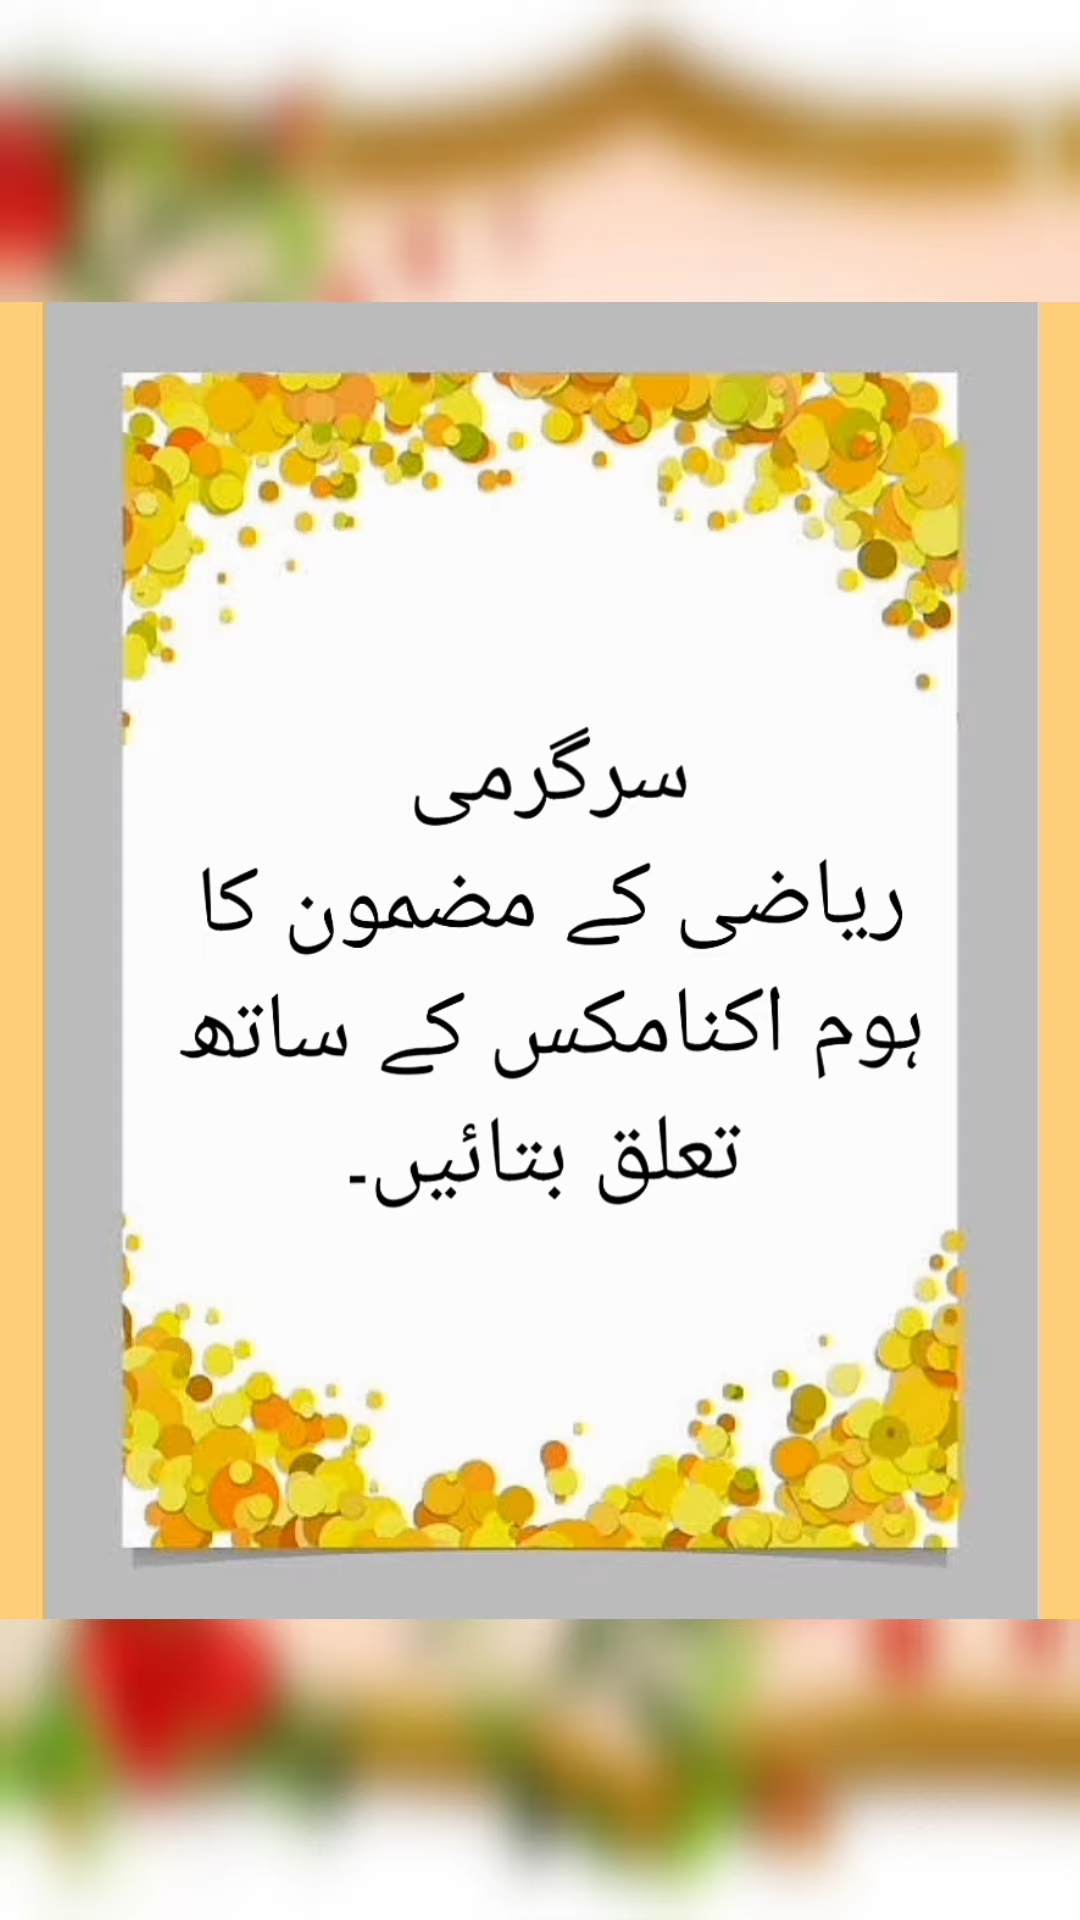 سرگرمی
ریاضی کے مضمون کا
ہوم اکنامکس کے ساتھ
تعلق بتائیں۔